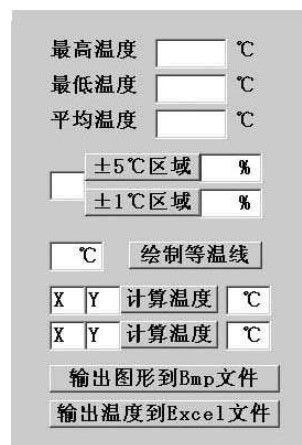 最高温度 ℃
最低温度 ℃
平均温度 ℃
±5℃区域 %
±1℃区域 %
℃ 绘制等温线
X Y 计算温度 ℃
X Y 计算温度 ℃
输出图形到Bmp文件
输出温度到Excel文件